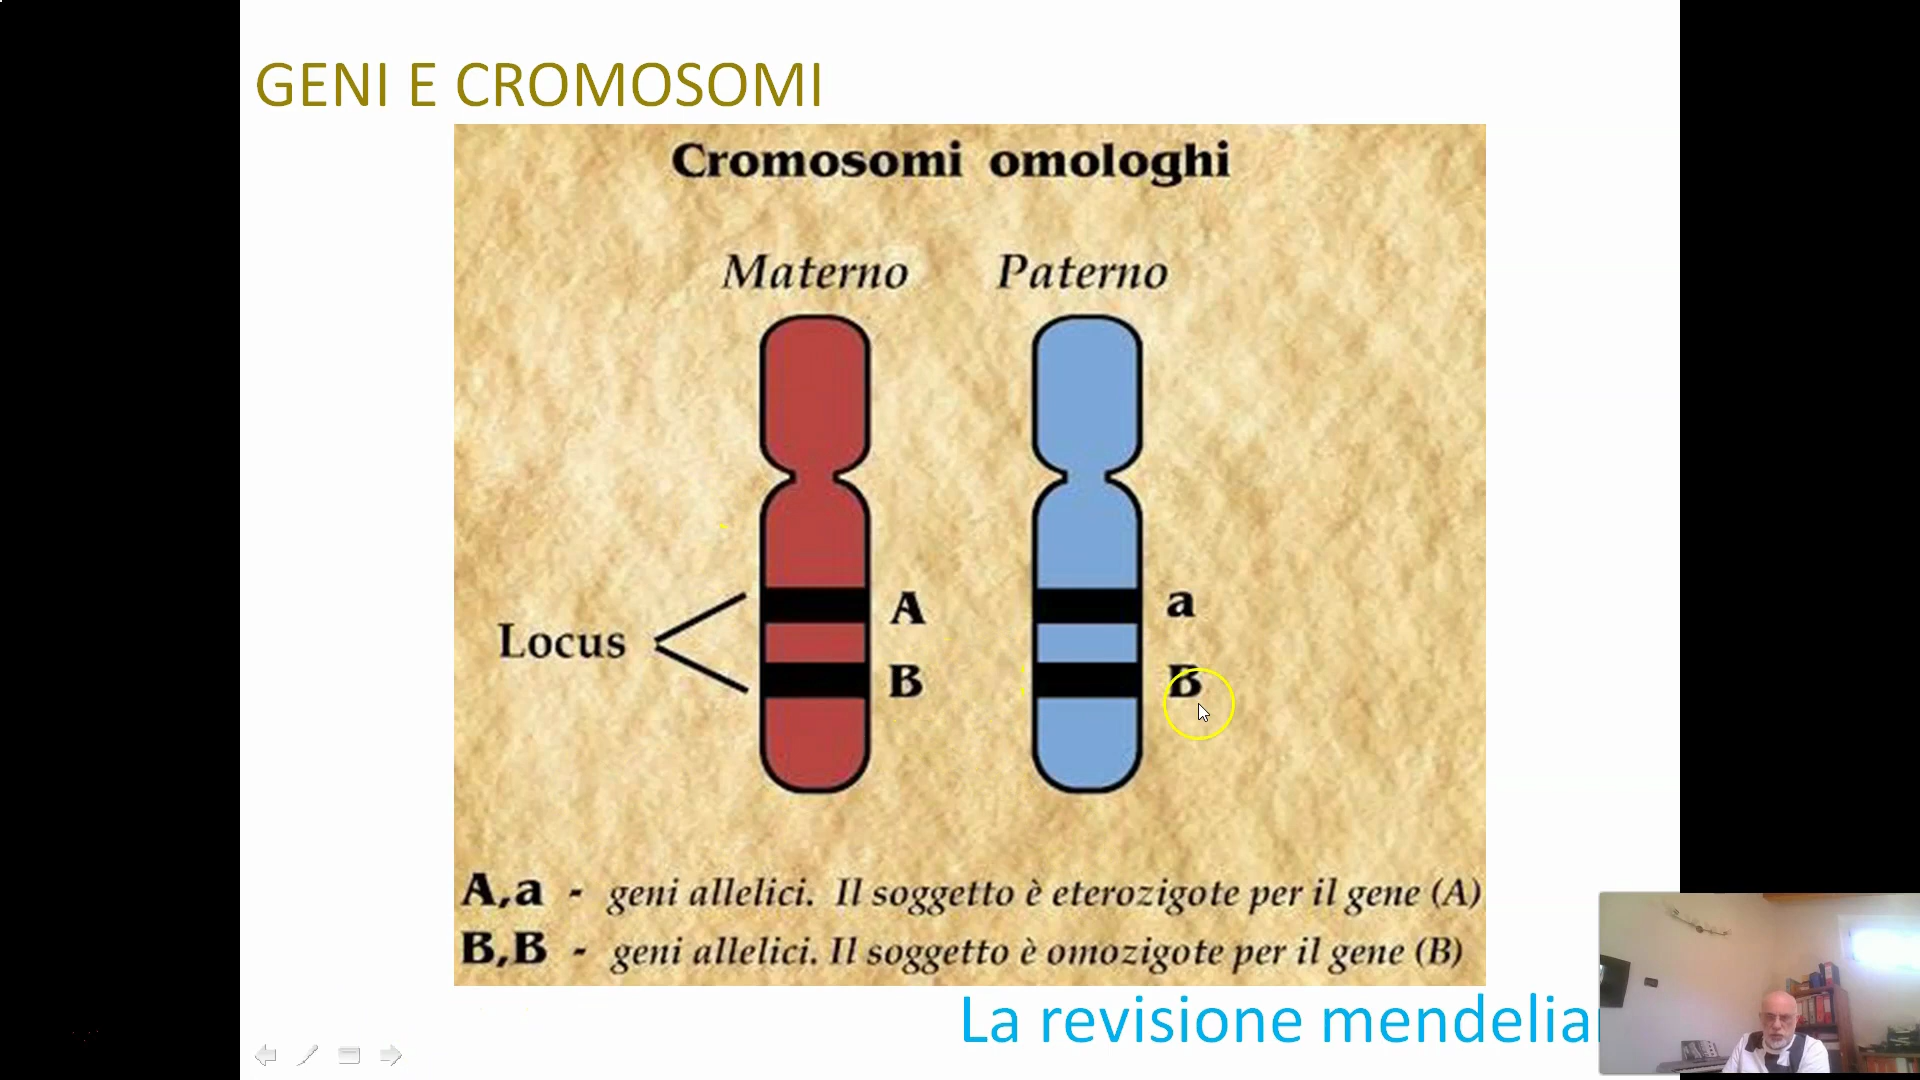 GENI E CROMOSOMI
Cromosomi omologhi
Materno Paterno
A a
Locus
B B
A,a - geni allelici. Il soggetto è eterozigote per il gene (A)
B,B - geni allelici. Il soggetto è omozigote per il gene (B)
La revisione